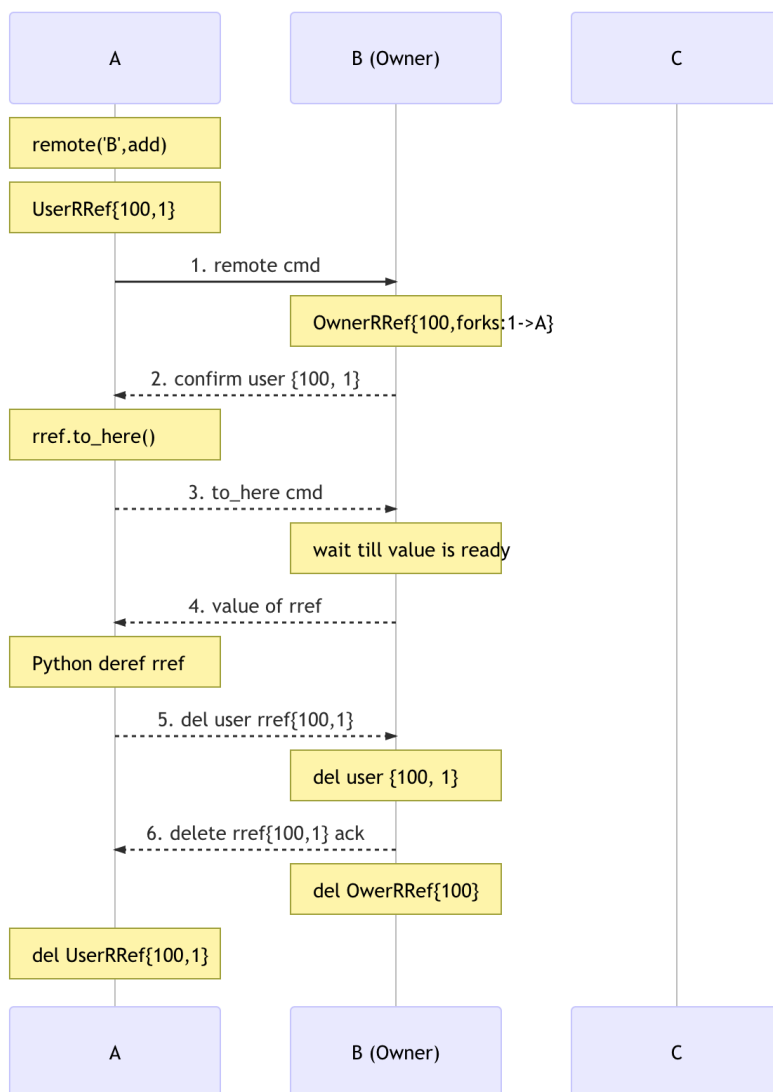 A
B (Owner)
C
remote('B',add)
UserRRef{100,1}
1. remote cmd
OwnerRRef{100,forks:1->A}
2. confirm user {100, 1}
rref.to_here()
3. to_here cmd
wait till value is ready
4. value of rref
Python deref rref
5. del user rref{100,1}
del user {100, 1}
6. delete rref{100,1} ack
del OwerRRef{100}
del UserRRef{100,1}
A
B (Owner)
C